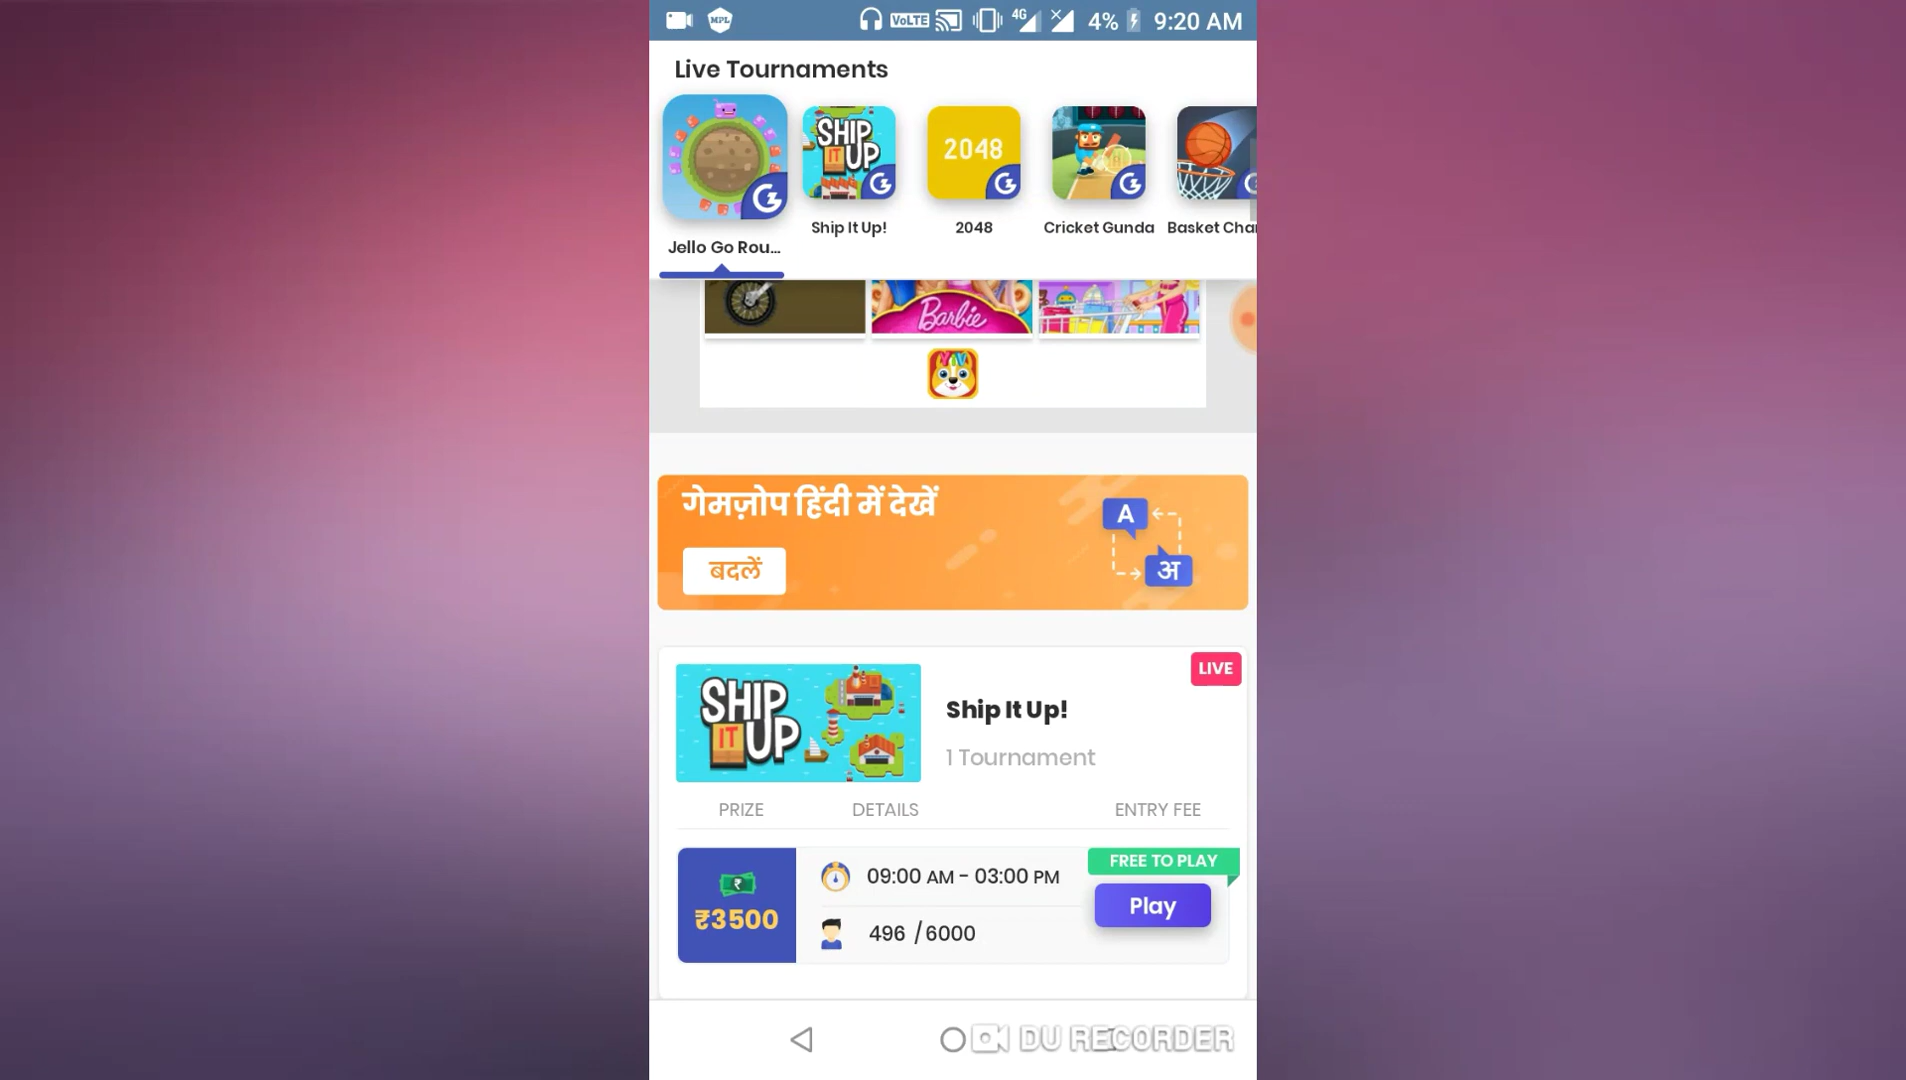 MPL VoLTE 4G 4% 9:20 AM
Live Tournaments
SHIP IT UP
2048
Jello Go Rou...
Ship It Up!
2048
Cricket Gunda
Basket Cha
Barbie
गेमज़ोप हिंदी में देखें
A
बदलें
अ
LIVE
SHIP IT UP
Ship It Up!
1 Tournament
PRIZE DETAILS ENTRY FEE
FREE TO PLAY
₹3500
09:00 AM - 03:00 PM
Play
496 / 6000
DU RECORDER